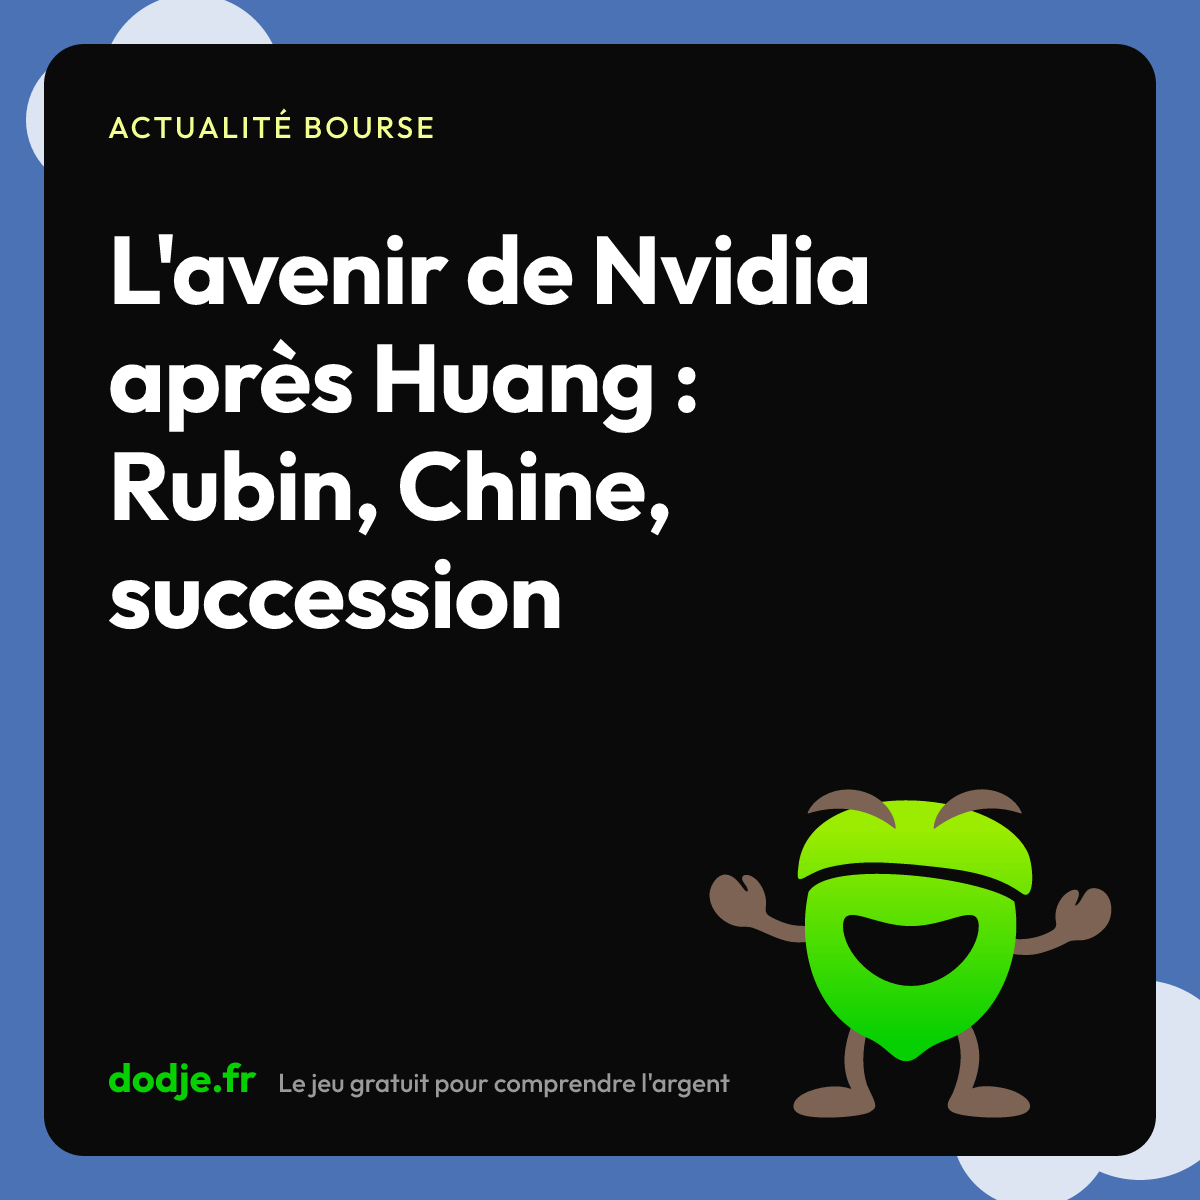 ACTUALITÉ BOURSE
L'avenir de Nvidia
après Huang :
Rubin, Chine,
succession
dodje.fr Le jeu gratuit pour comprendre l'argent